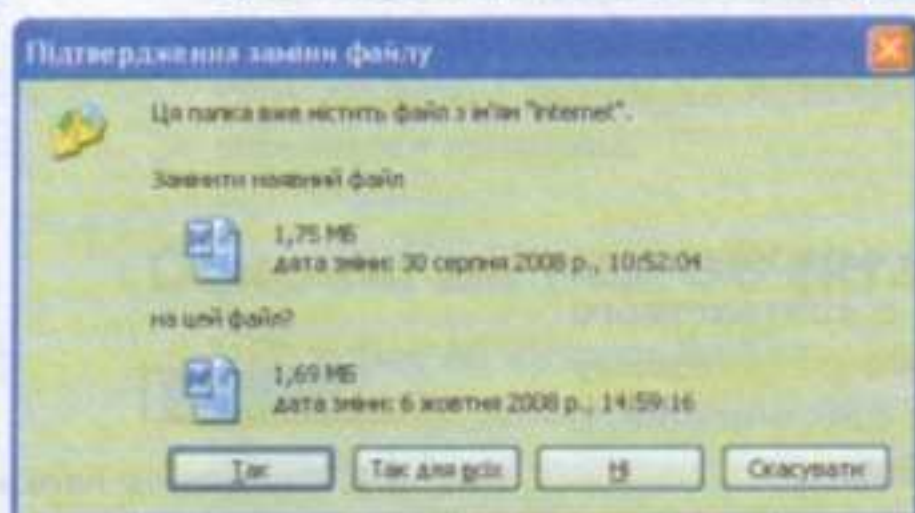 Підтвердження заміни файлу
Ця папка вже містить файл з ім'ям "internet".
Замінити наявний файл
1,75 МБ
дата зміни: 30 серпня 2008 р., 10:52:04
на цей файл?
1,69 МБ
дата зміни: 6 жовтня 2008 р., 14:59:16
Так Так для всіх Ні Скасувати